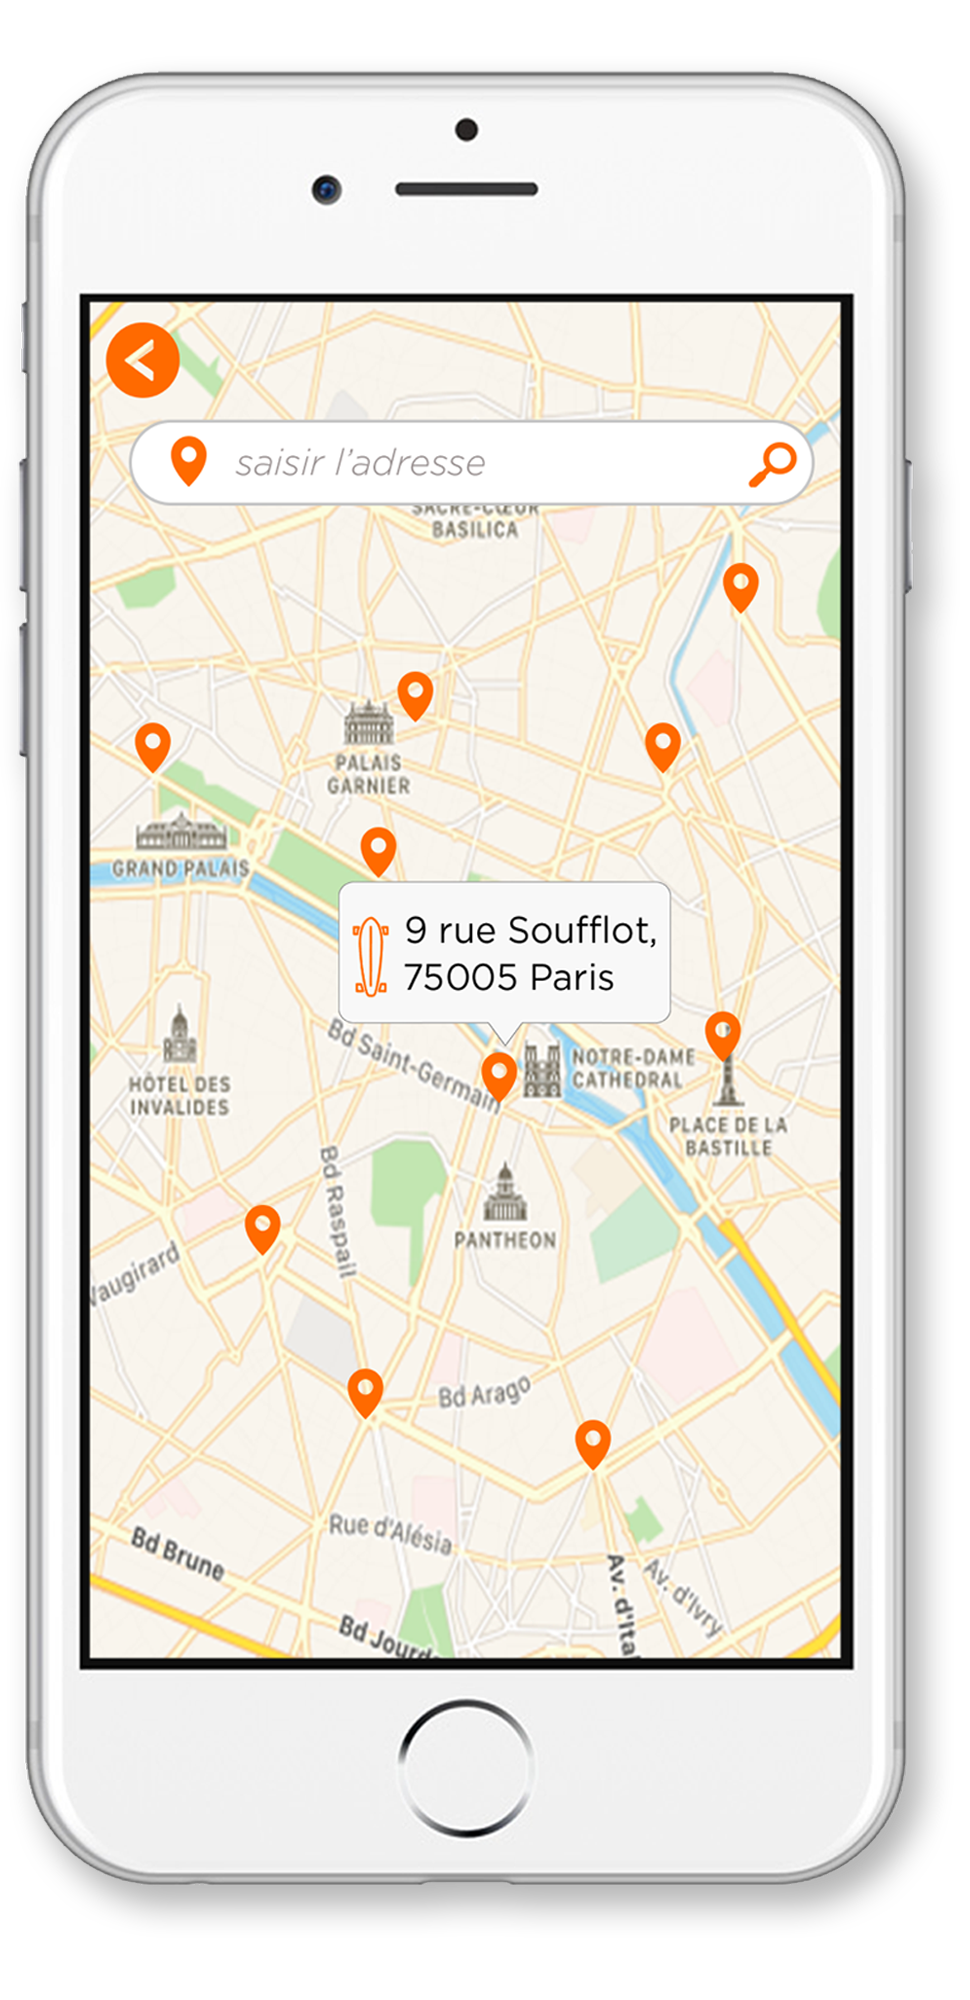 saisir l'adresse
SACRE-CŒUR
BASILICA
PALAIS
GARNIER
GRAND PALAIS
9 rue Soufflot,
75005 Paris
Bd Saint-Germain
NOTRE-DAME
CATHEDRAL
HÔTEL DES
INVALIDES
PLACE DE LA
BASTILLE
Bd Raspail
PANTHEON
Vaugirard
Bd Arago
Rue d'Alésia
Bd Brune
Av. d'Ivry
Av. d'Ita
Bd Jourd